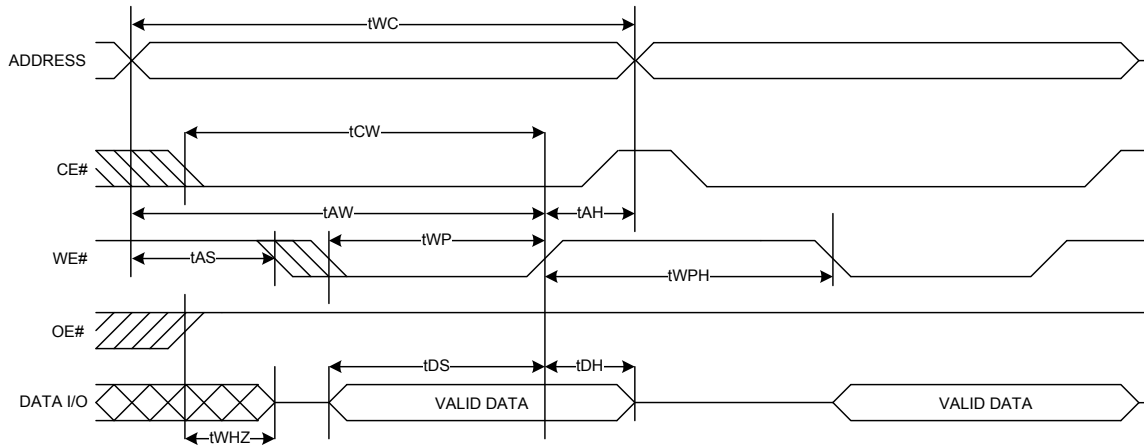 tWC
ADDRESS
tCW
CE#
tAW
tAH
WE#
tAS
tWP
tWPH
OE#
tDS
tDH
DATA I/O
VALID DATA
VALID DATA
tWHZ